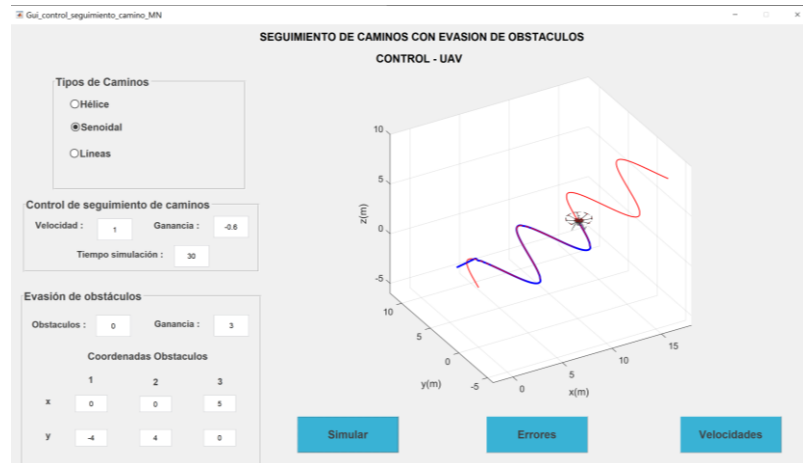 Gui_control_seguimiento_camino_MN
SEGUIMIENTO DE CAMINOS CON EVASION DE OBSTACULOS
CONTROL - UAV
Tipos de Caminos
Hélice
Senoidal
Lineas
Control de seguimiento de caminos
Velocidad : 1 Ganancia : -0.6
Tiempo simulación : 30
Evasión de obstáculos
Obstaculos : 0 Ganancia : 3
Coordenadas Obstaculos
1 2 3
x 0 0 5
y -4 4 0
10
5
0
-5
z(m)
10
5
0
-5
y(m)
0
5
10
15
x(m)
Simular
Errores
Velocidades